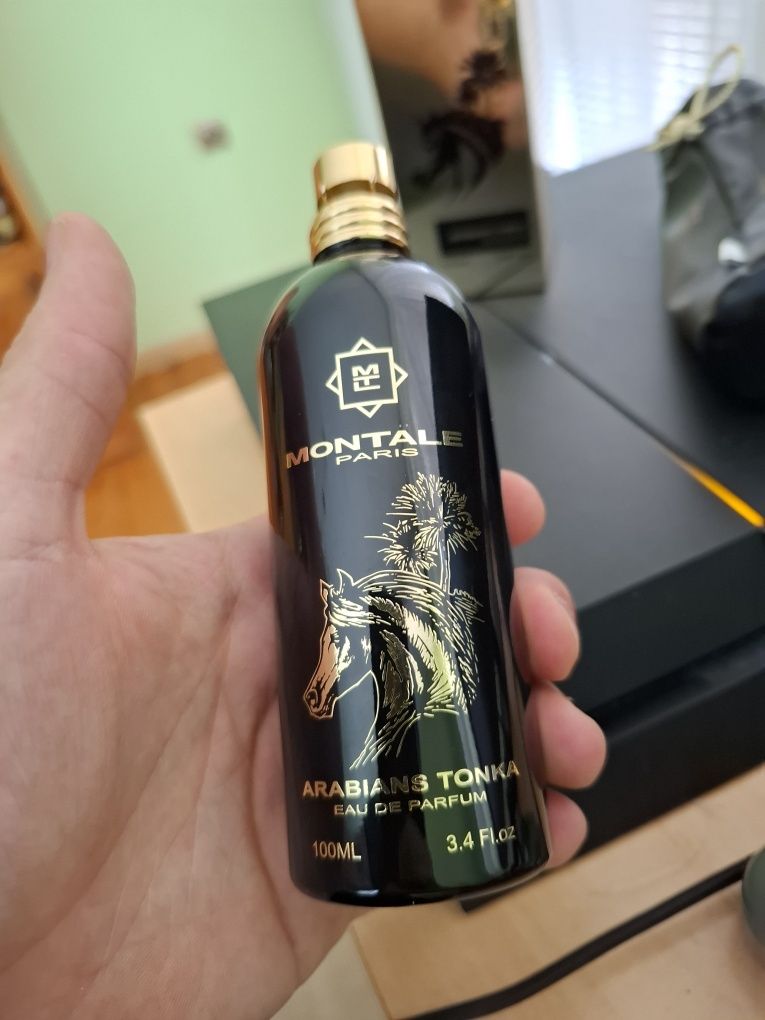 MONTALE
PARIS
ARABIANS TONKA
EAU DE PARFUM
100ML 3.4 Fl.oz